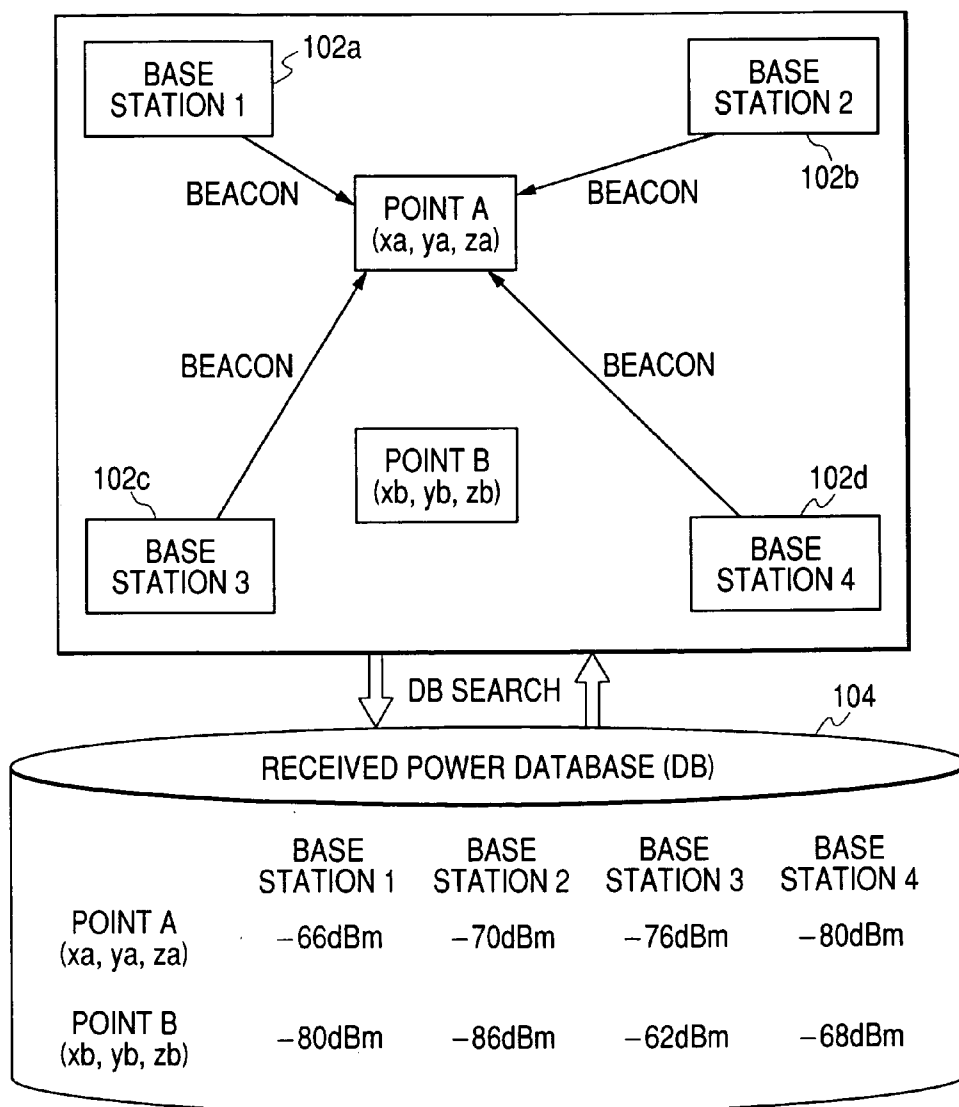 102a
BASE
STATION 1
BASE
STATION 2
102b
BEACON
BEACON
POINT A
(xa, ya, za)
BEACON
BEACON
POINT B
(xb, yb, zb)
102c
102d
BASE
STATION 3
BASE
STATION 4
DB SEARCH
104
RECEIVED POWER DATABASE (DB)
BASE STATION 1 BASE STATION 2 BASE STATION 3 BASE STATION 4
POINT A
(xa, ya, za)
−66dBm −70dBm −76dBm −80dBm
POINT B
(xb, yb, zb)
−80dBm −86dBm −62dBm −68dBm